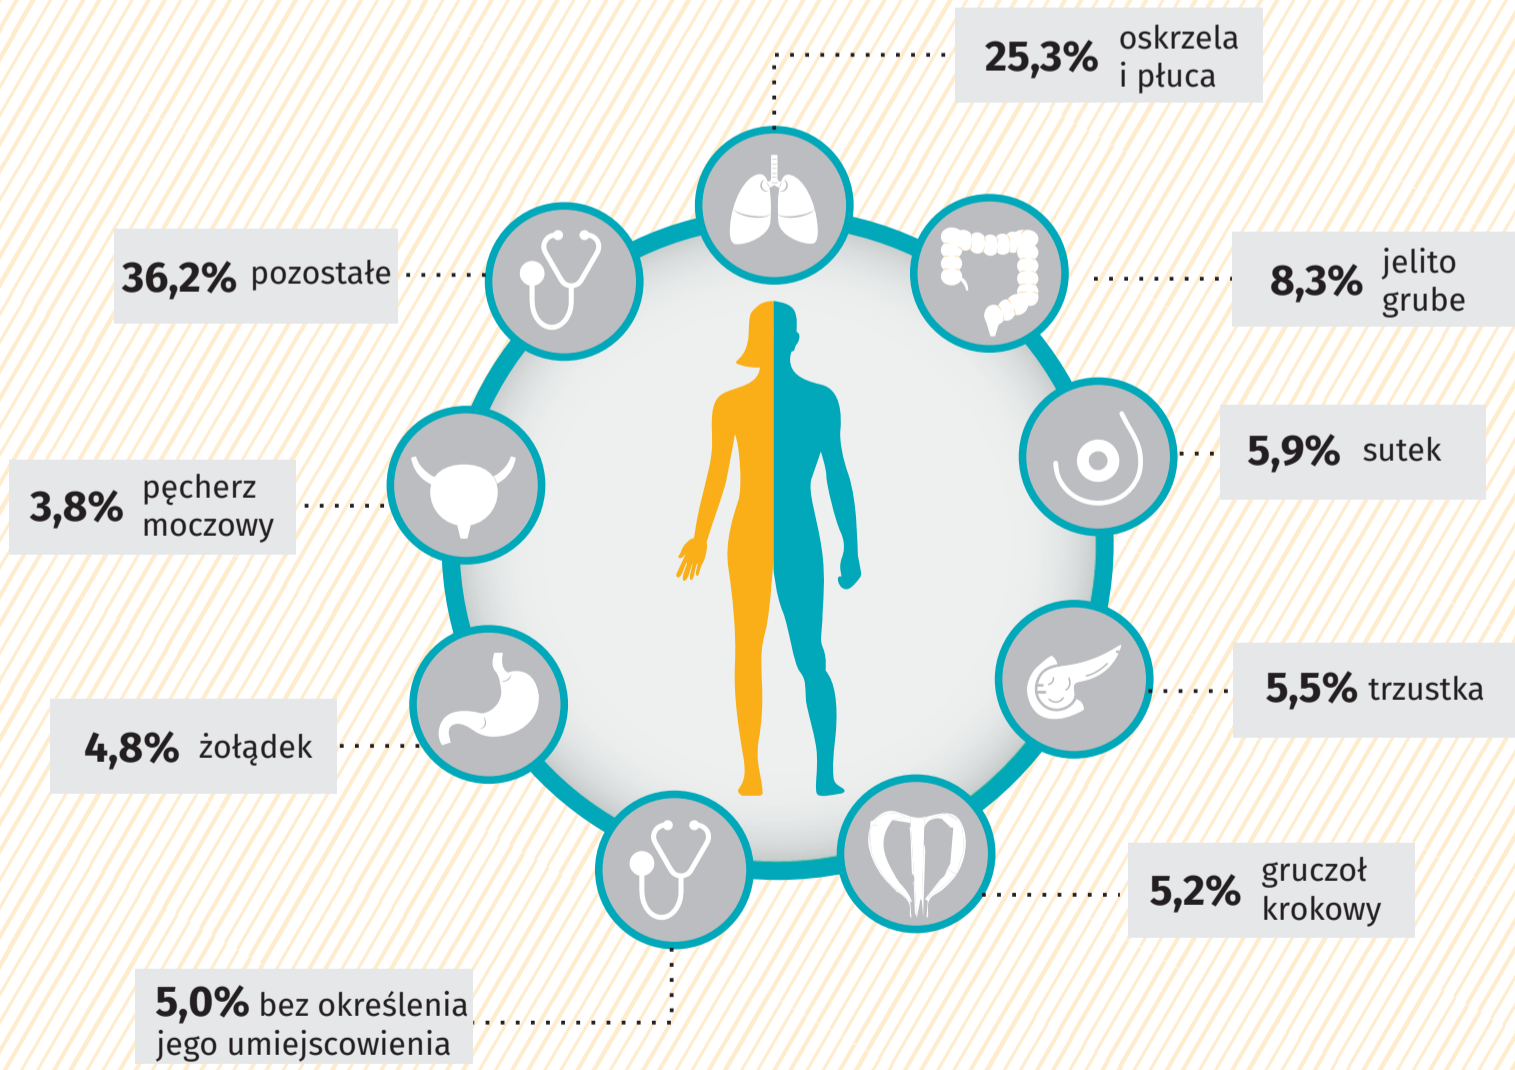 25,3% oskrzela
i płuca
8,3% jelito
grube
5,9% sutek
5,5% trzustka
5,2% gruczoł
krokowy
5,0% bez określenia
jego umiejscowienia
4,8% żołądek
3,8% pęcherz
moczowy
36,2% pozostałe